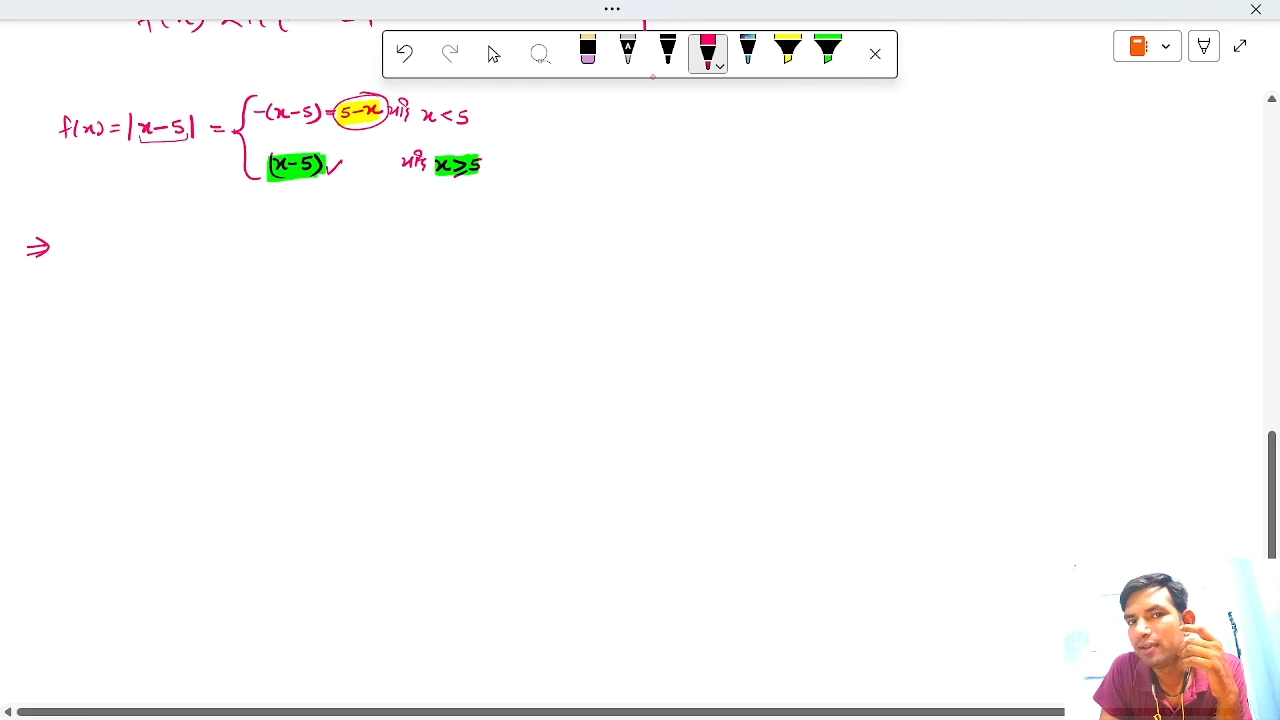 f(x) = |x-5| = { -(x-5) = 5-x यदि x < 5
(x-5) ✓ यदि x ≥ 5
⇒